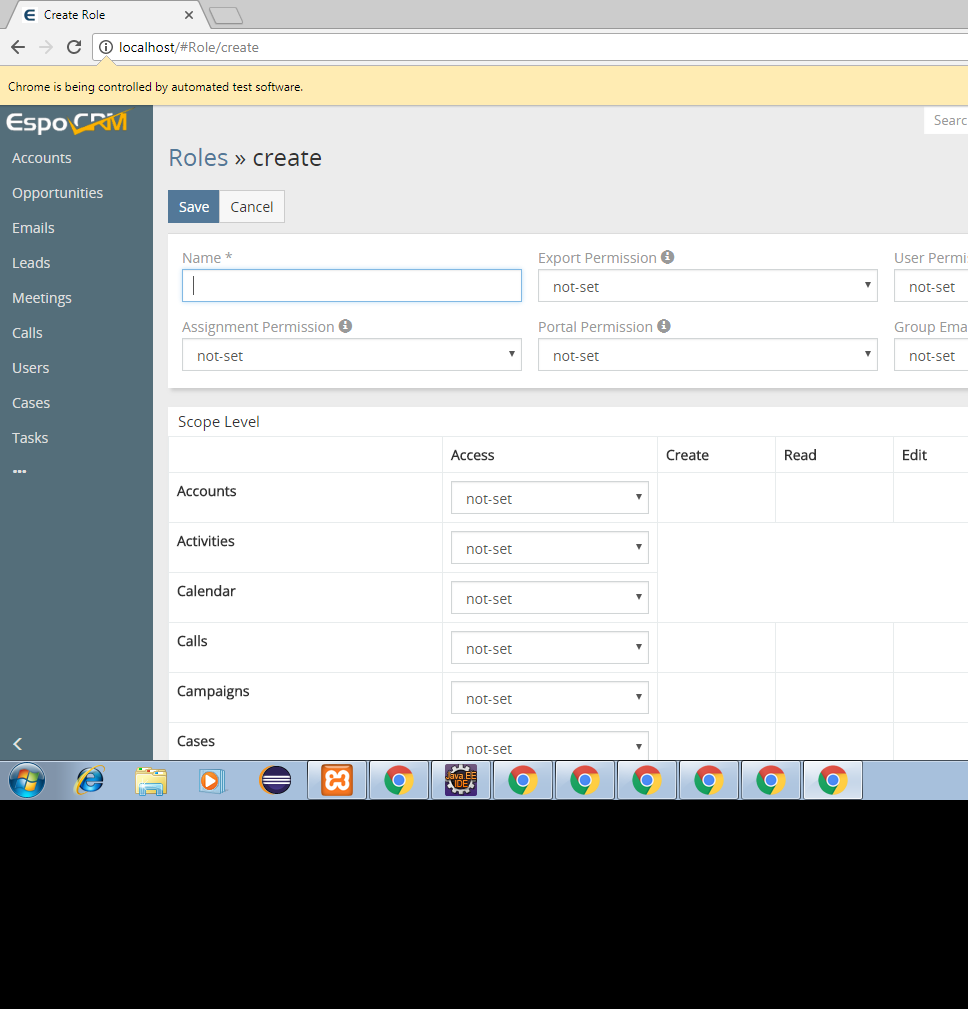 Create Role
localhost/#Role/create
Chrome is being controlled by automated test software.
EspoCRM
Searc
Accounts
Opportunities
Emails
Leads
Meetings
Calls
Users
Cases
Tasks
Roles » create
Save Cancel
Name * Export Permission User Permi
not-set not-set
Assignment Permission Portal Permission Group Ema
not-set not-set not-set
Scope Level
Access Create Read Edit
Accounts not-set
Activities not-set
Calendar not-set
Calls not-set
Campaigns not-set
Cases not-set
Java EE
IDE